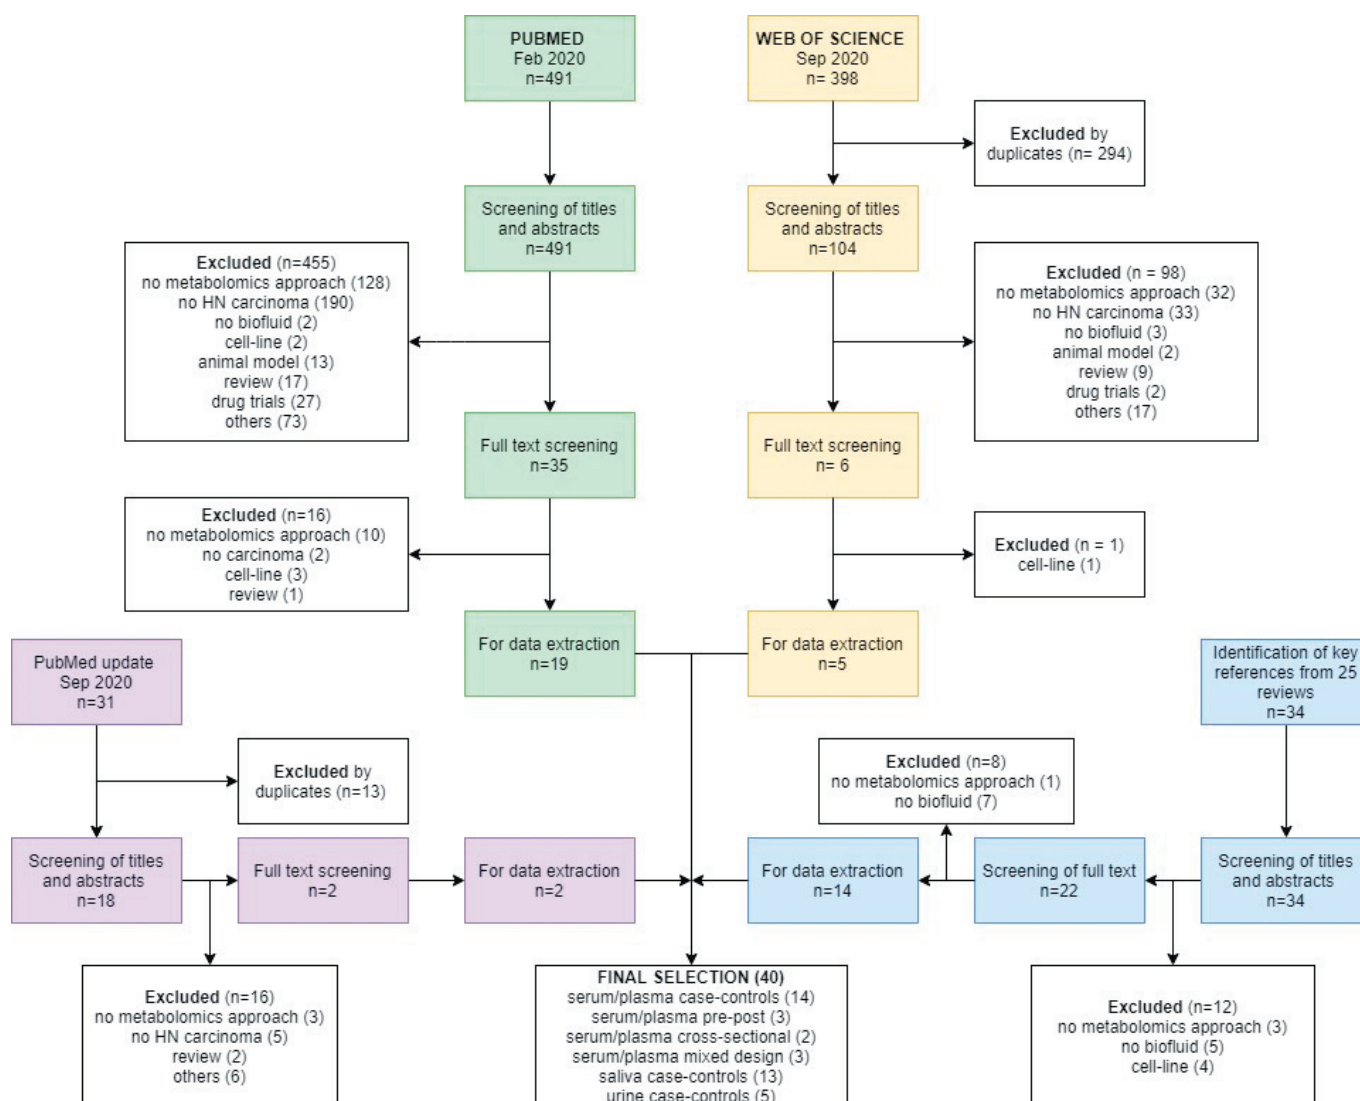 PUBMED
Feb 2020
n=491
WEB OF SCIENCE
Sep 2020
n= 398
Excluded by
duplicates (n= 294)
Screening of titles
and abstracts
n=491
Screening of titles
and abstracts
n=104
Excluded (n=455)
no metabolomics approach (128)
no HN carcinoma (190)
no biofluid (2)
cell-line (2)
animal model (13)
review (17)
drug trials (27)
others (73)
Excluded (n = 98)
no metabolomics approach (32)
no HN carcinoma (33)
no biofluid (3)
animal model (2)
review (9)
drug trials (2)
others (17)
Full text screening
n=35
Full text screening
n= 6
Excluded (n=16)
no metabolomics approach (10)
no carcinoma (2)
cell-line (3)
review (1)
Excluded (n = 1)
cell-line (1)
For data extraction
n=19
For data extraction
n=5
PubMed update
Sep 2020
n=31
Identification of key
references from 25
reviews
n=34
Excluded by
duplicates (n=13)
Excluded (n=8)
no metabolomics approach (1)
no biofluid (7)
Screening of titles
and abstracts
n=18
Full text screening
n=2
For data extraction
n=2
For data extraction
n=14
Screening of full text
n=22
Screening of titles
and abstracts
n=34
Excluded (n=16)
no metabolomics approach (3)
no HN carcinoma (5)
review (2)
others (6)
FINAL SELECTION (40)
serum/plasma case-controls (14)
serum/plasma pre-post (3)
serum/plasma cross-sectional (2)
serum/plasma mixed design (3)
saliva case-controls (13)
urine case-controls (5)
Excluded (n=12)
no metabolomics approach (3)
no biofluid (5)
cell-line (4)